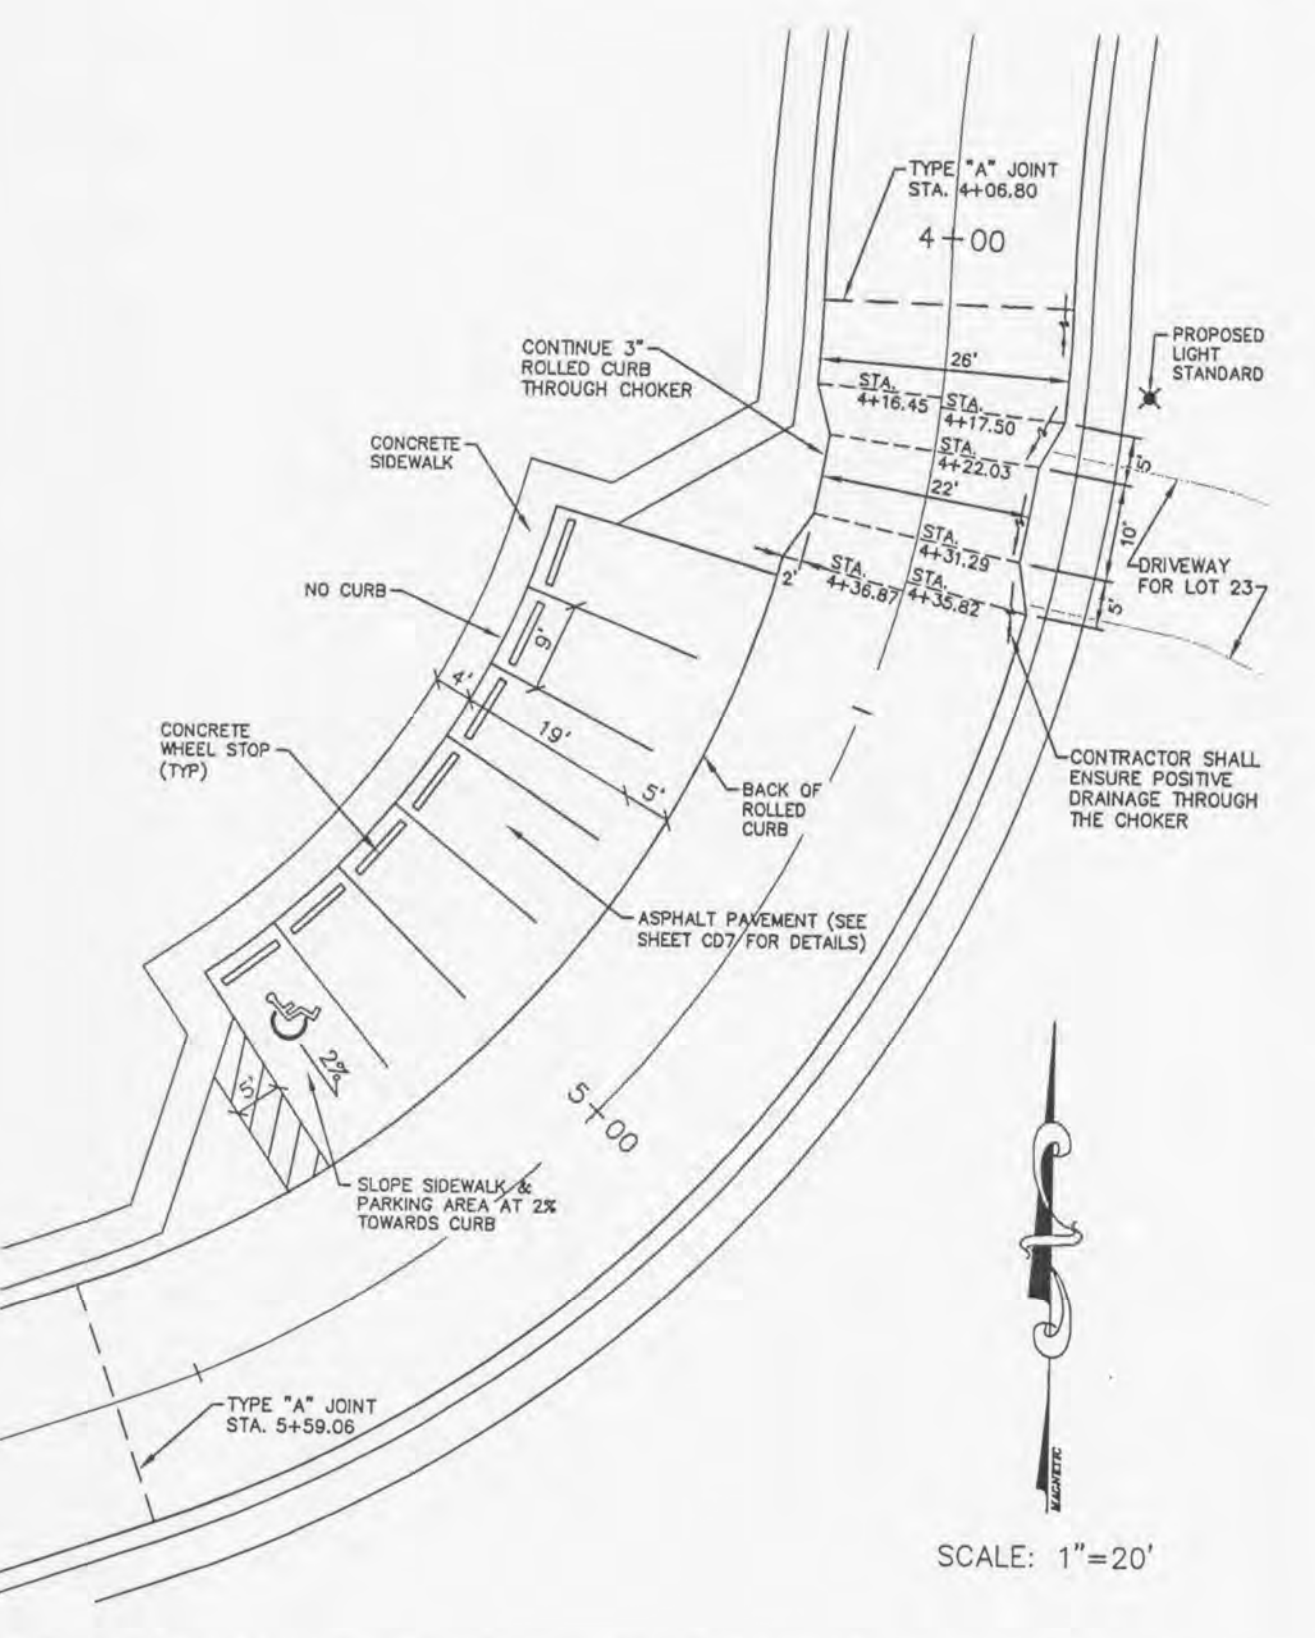 TYPE "A" JOINT
STA. 4+06.80
4+00
PROPOSED
LIGHT
STANDARD
CONTINUE 3"
ROLLED CURB
THROUGH CHOKER
26'
STA.
4+16.45
STA.
4+17.50
2'
CONCRETE
SIDEWALK
STA.
4+22.03
5'
22'
10'
STA.
4+31.29
DRIVEWAY
FOR LOT 23
2'
STA.
4+36.87
STA.
4+35.82
5'
NO CURB
9'
4'
19'
5'
CONCRETE
WHEEL STOP
(TYP)
BACK OF
ROLLED
CURB
CONTRACTOR SHALL
ENSURE POSITIVE
DRAINAGE THROUGH
THE CHOKER
ASPHALT PAVEMENT (SEE
SHEET CD7 FOR DETAILS)
2%
5'
5+00
SLOPE SIDEWALK &
PARKING AREA AT 2%
TOWARDS CURB
TYPE "A" JOINT
STA. 5+59.06
MAGNETIC
SCALE: 1"=20'